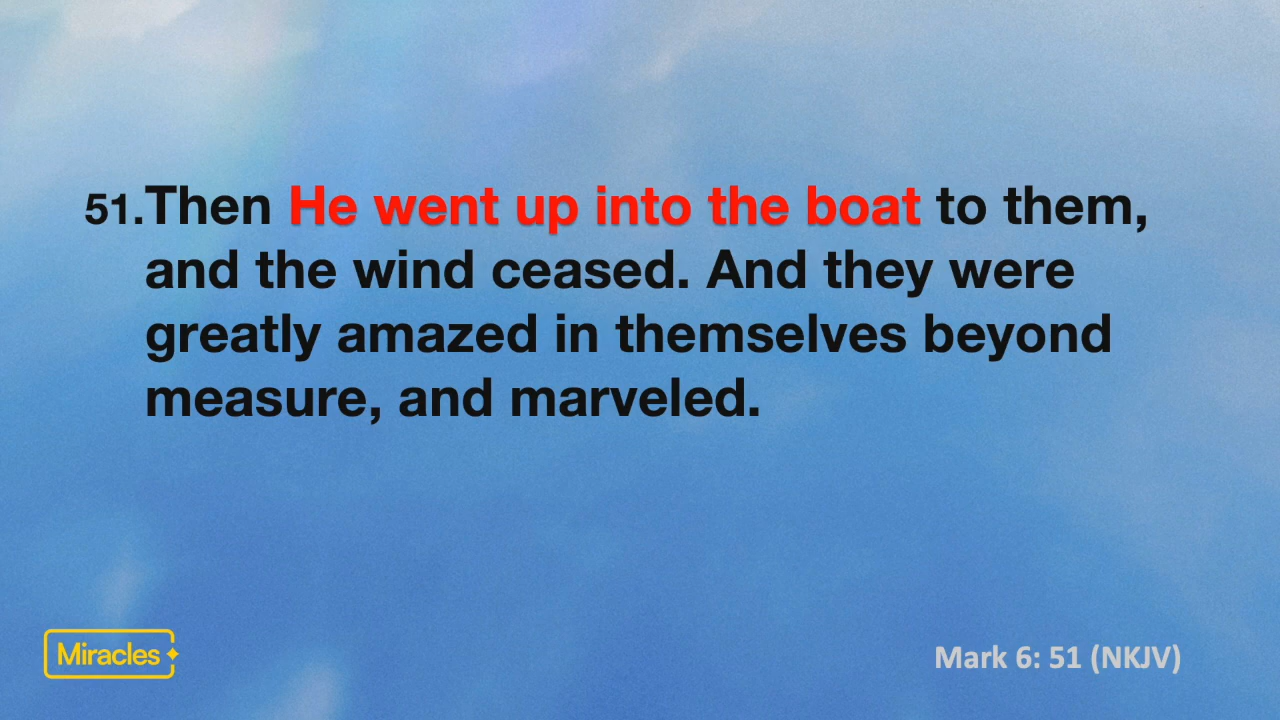 51.Then He went up into the boat to them,
and the wind ceased. And they were
greatly amazed in themselves beyond
measure, and marveled.
Miracles
Mark 6: 51 (NKJV)